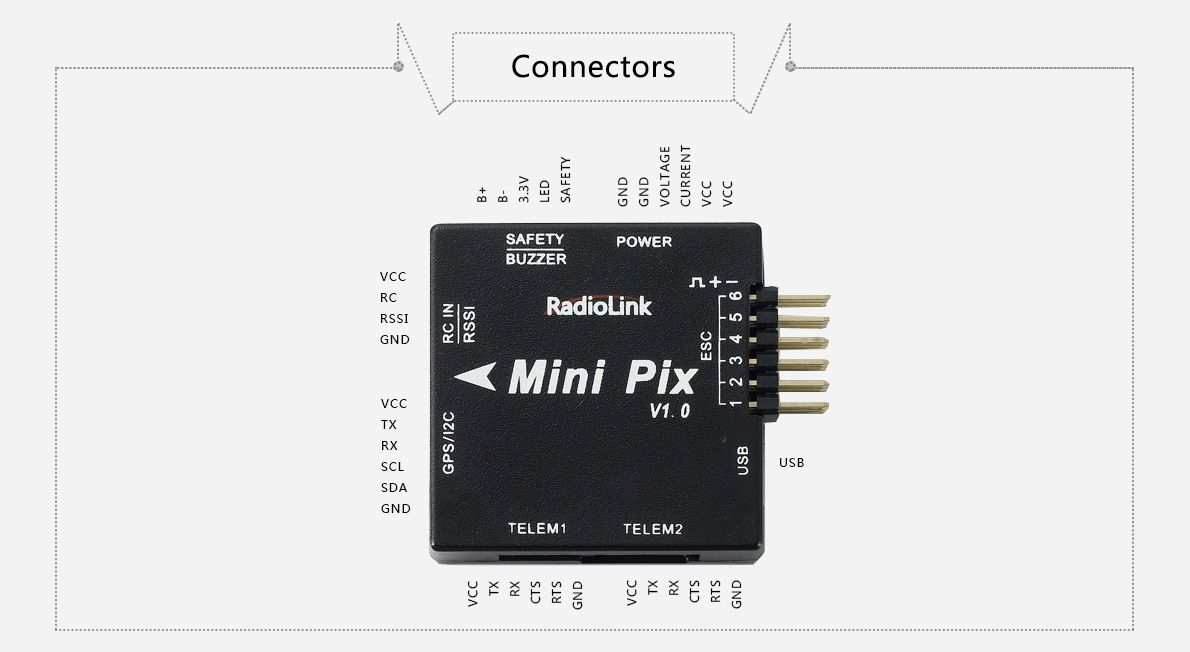 Connectors
B+
B-
3.3V
LED
SAFETY
GND
GND
VOLTAGE
CURRENT
VCC
VCC
SAFETY
BUZZER
POWER
VCC
RC
RSSI
GND
RC IN
RSSI
RadioLink
ESC
6
5
4
3
2
1
Mini Pix
V1.0
VCC
TX
RX
SCL
SDA
GND
GPS/I2C
USB
USB
TELEM1
TELEM2
VCC
TX
RX
CTS
RTS
GND
VCC
TX
RX
CTS
RTS
GND